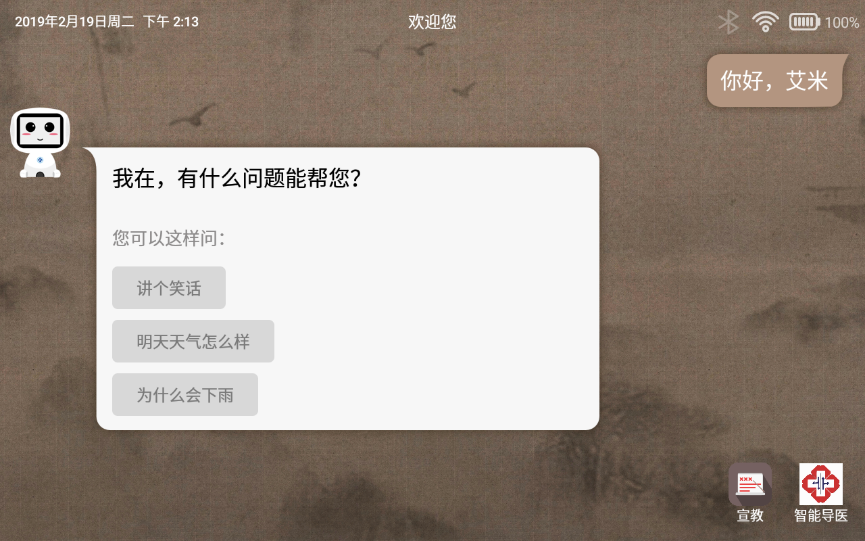 2019年2月19日周二 下午 2:13
欢迎您
100%
你好，艾米
我在，有什么问题能帮您？
您可以这样问：
讲个笑话
明天天气怎么样
为什么会下雨
xxx
宣教
智能导医